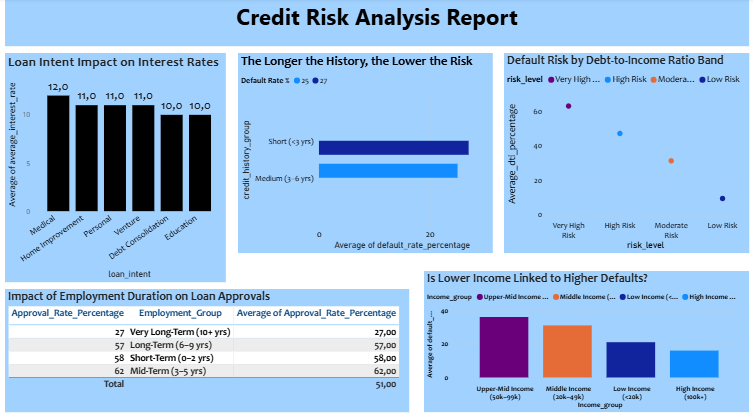 Credit Risk Analysis Report
Loan Intent Impact on Interest Rates
Average of average_interest_rate
10
5
0
12,0
11,0
11,0
11,0
10,0
10,0
Medical
Home Improvement
Personal
Venture
Debt Consolidation
Education
loan_intent
The Longer the History, the Lower the Risk
Default Rate % 25 27
credit_history_group
Short (<3 yrs)
Medium (3–6 yrs)
0 20
Average of default_rate_percentage
Default Risk by Debt-to-Income Ratio Band
risk_level Very High ... High Risk Modera... Low Risk
Average_dti_percentage
60
40
20
0
Very High Risk
High Risk
Moderate Risk
Low Risk
risk_level
Impact of Employment Duration on Loan Approvals
Approval_Rate_Percentage Employment_Group Average of Approval_Rate_Percentage
27 Very Long-Term (10+ yrs) 27,00
57 Long-Term (6–9 yrs) 57,00
58 Short-Term (0–2 yrs) 58,00
62 Mid-Term (3–5 yrs) 62,00
Total 51,00
Is Lower Income Linked to Higher Defaults?
Income_group Upper-Mid Income ... Middle Income (... Low Income (<... High Income ...
Average of default_...
40
20
0
Upper-Mid Income (50k–99k)
Middle Income (20k–49k)
Low Income (<20k)
High Income (100k+)
Income_group